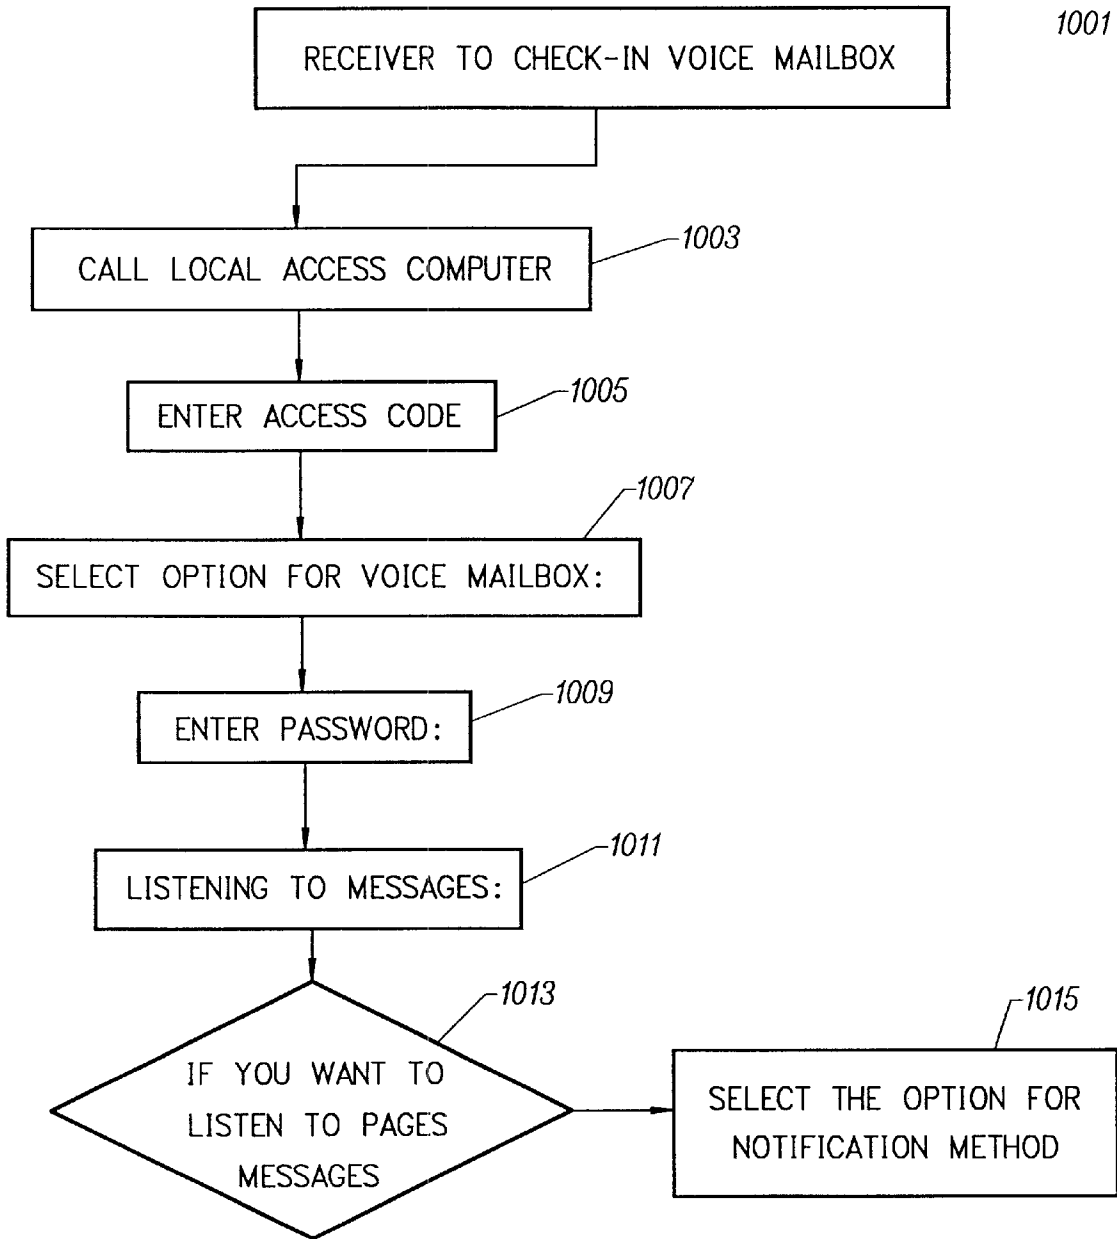 1001
RECEIVER TO CHECK-IN VOICE MAILBOX
1003
CALL LOCAL ACCESS COMPUTER
1005
ENTER ACCESS CODE
1007
SELECT OPTION FOR VOICE MAILBOX:
1009
ENTER PASSWORD:
1011
LISTENING TO MESSAGES:
1013
IF YOU WANT TO
LISTEN TO PAGES
MESSAGES
1015
SELECT THE OPTION FOR
NOTIFICATION METHOD